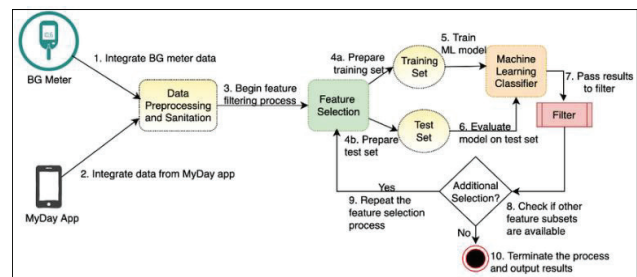 BG Meter
1. Integrate BG meter data
Data
Preprocessing
and Sanitation
2. Integrate data from MyDay app
MyDay App
3. Begin feature
filtering process
Feature
Selection
4a. Prepare
training set
Training
Set
4b. Prepare
test set
Test
Set
5. Train
ML model
6. Evaluate
model on test set
Machine
Learning
Classifier
7. Pass results
to filter
Filter
8. Check if other
feature subsets
are available
Additional
Selection?
Yes
9. Repeat the
feature selection
process
No
10. Terminate the process
and output results